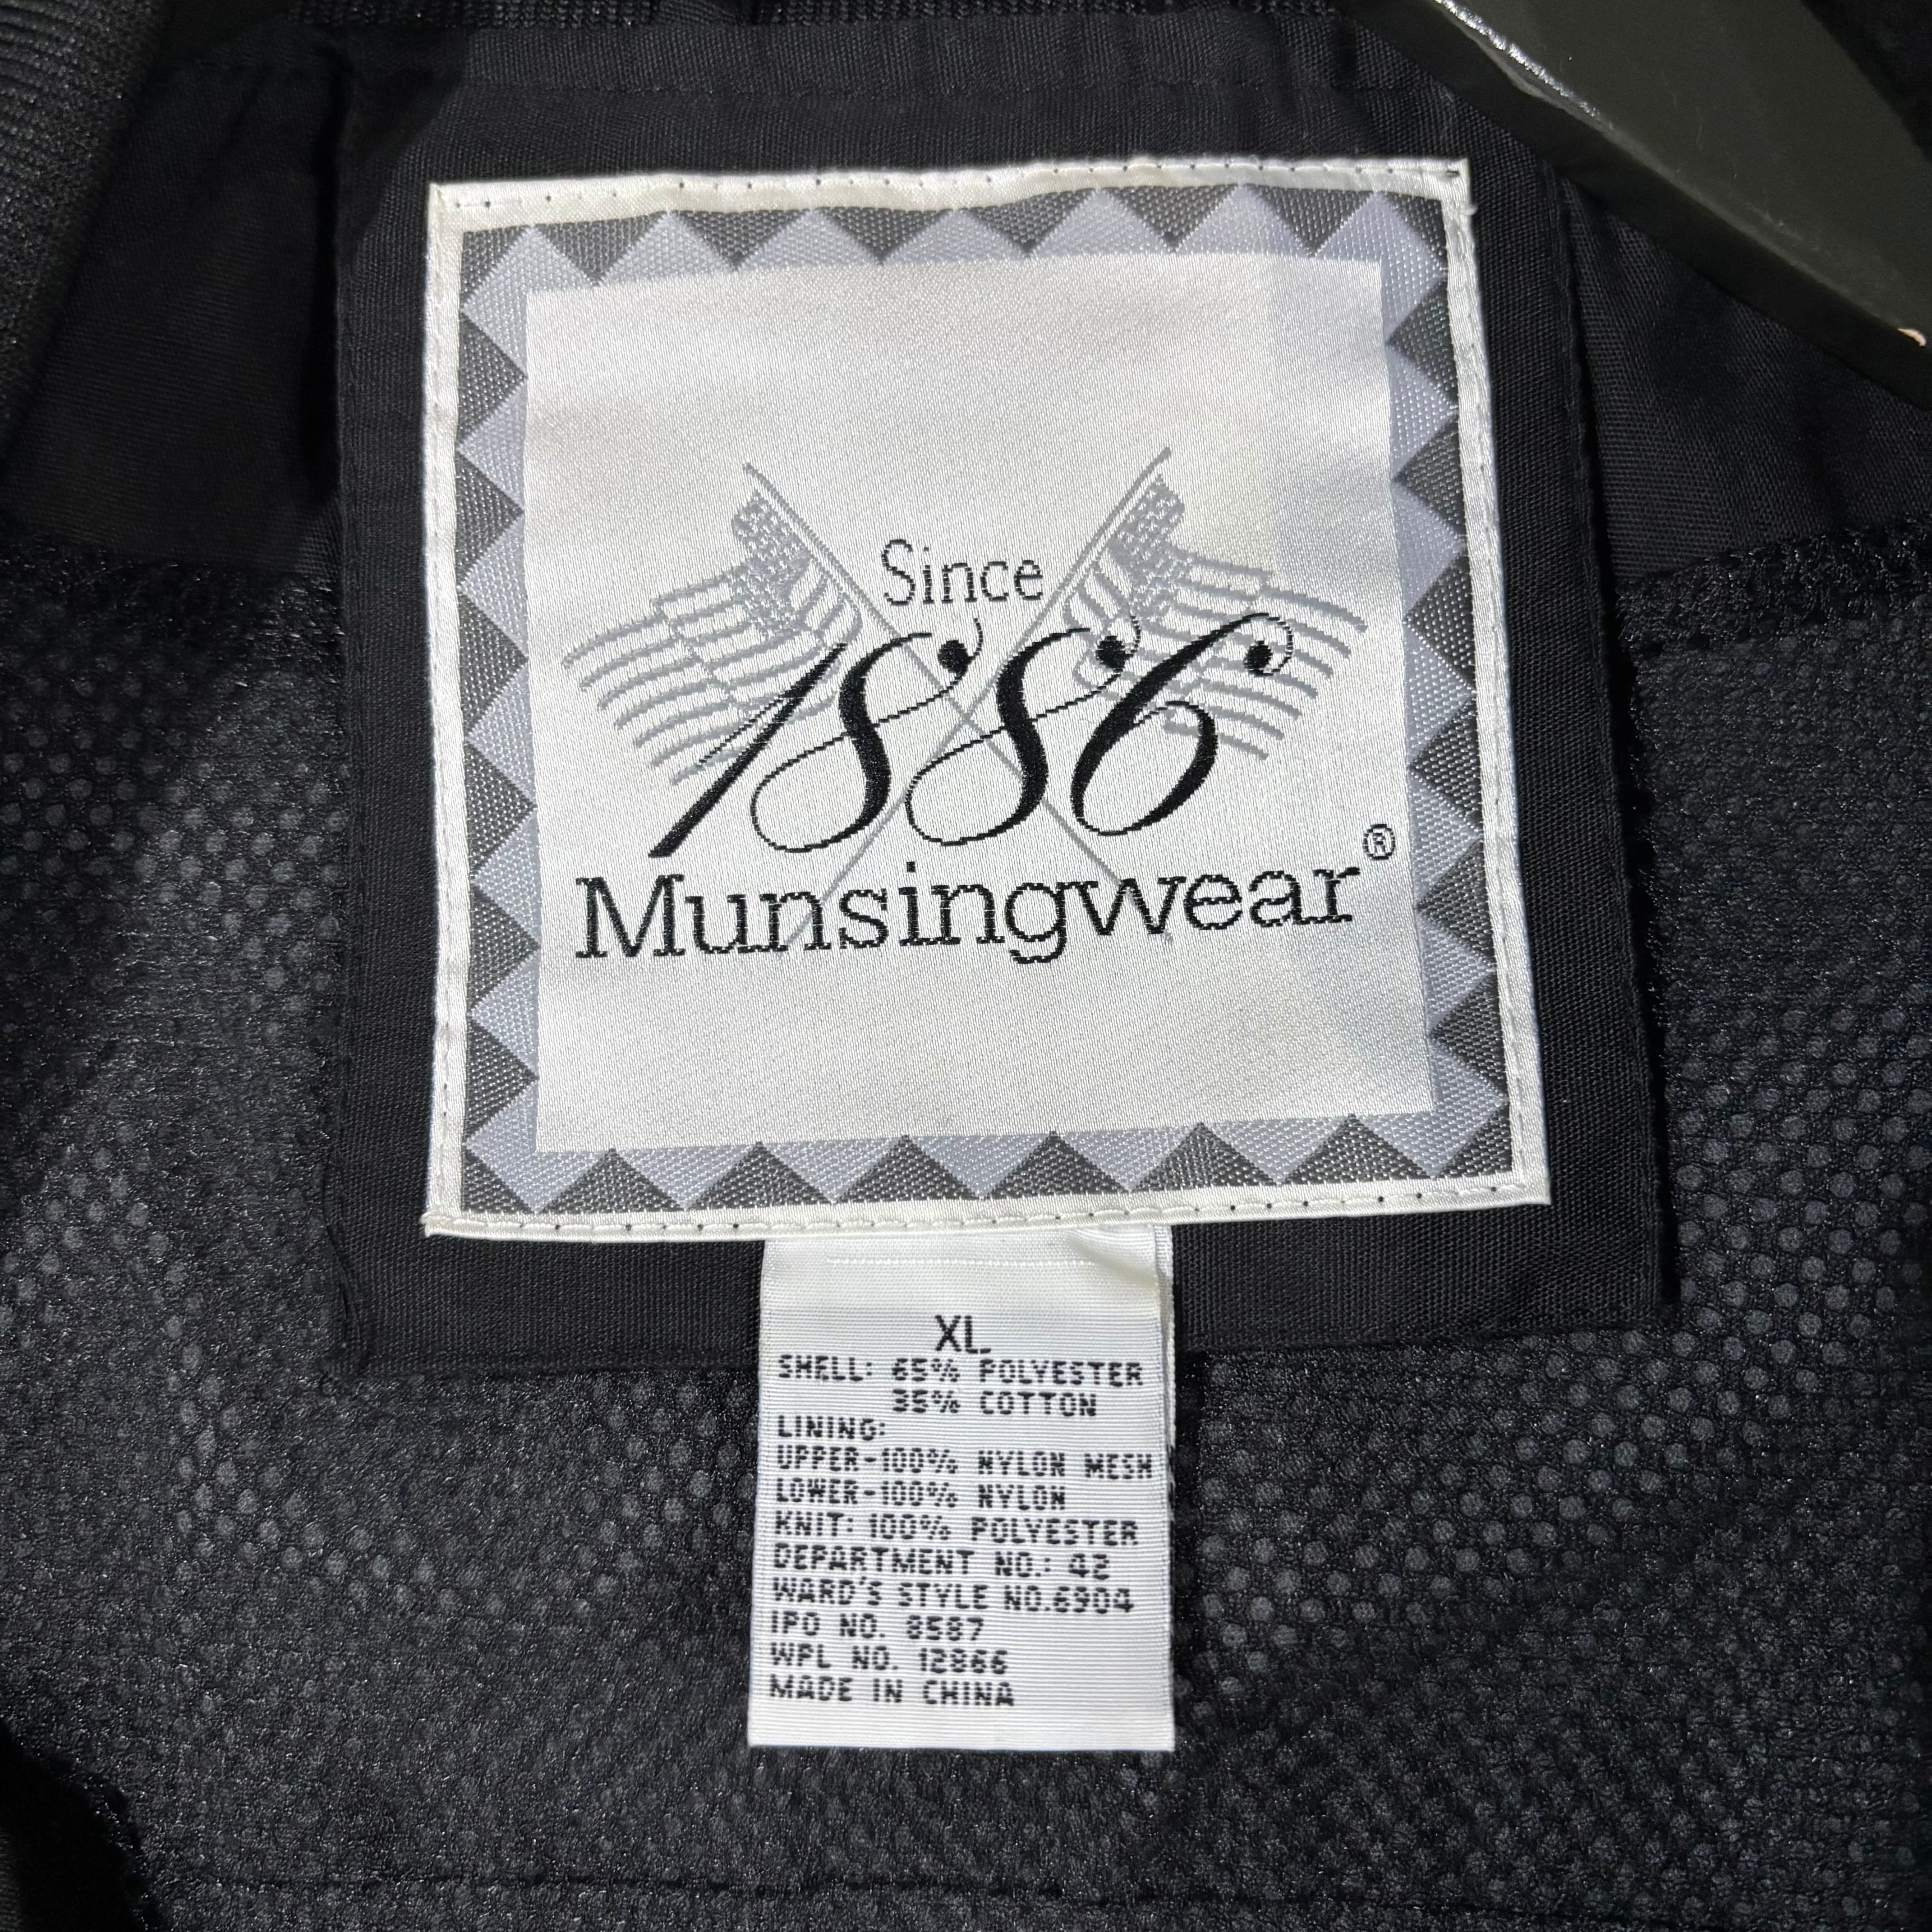 Since
1886
Munsingwear®
XL
SHELL: 65% POLYESTER
35% COTTON
LINING:
UPPER-100% NYLON MESH
LOWER-100% NYLON
KNIT: 100% POLYESTER
DEPARTMENT NO.: 42
WARD'S STYLE NO.6904
IPO NO. 8587
WPL NO. 12866
MADE IN CHINA